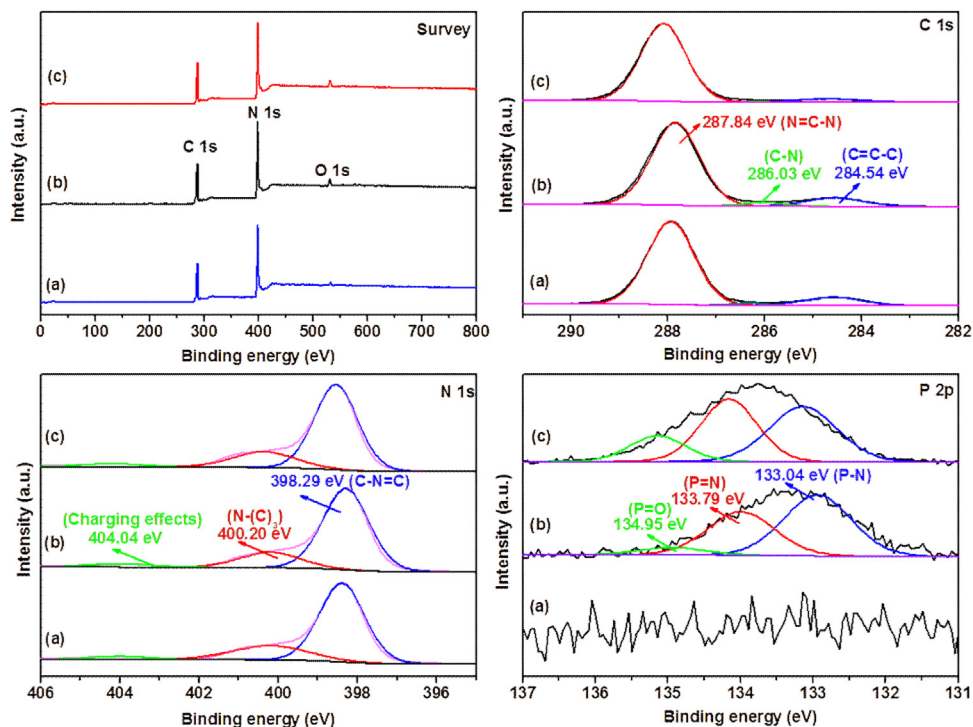 Survey
(c)
N 1s
C 1s
O 1s
(b)
(a)
Intensity (a.u.)
0 100 200 300 400 500 600 700 800
Binding energy (eV)
C 1s
(c)
287.84 eV (N=C-N)
(C-N)
286.03 eV
(C=C-C)
284.54 eV
(b)
(a)
Intensity (a.u.)
290 288 286 284 282
Binding energy (eV)
N 1s
(c)
398.29 eV (C-N=C)
(N-(C)3)
400.20eV
(Charging effects)
404.04 eV
(b)
(a)
Intensity (a.u.)
406 404 402 400 398 396
Binding energy (eV)
P 2p
(c)
133.04 eV (P-N)
(P=N)
133.79 eV
(P=O)
134.95 eV
(b)
(a)
Intensity (a.u.)
137 136 135 134 133 132 131
Binding energy (eV)